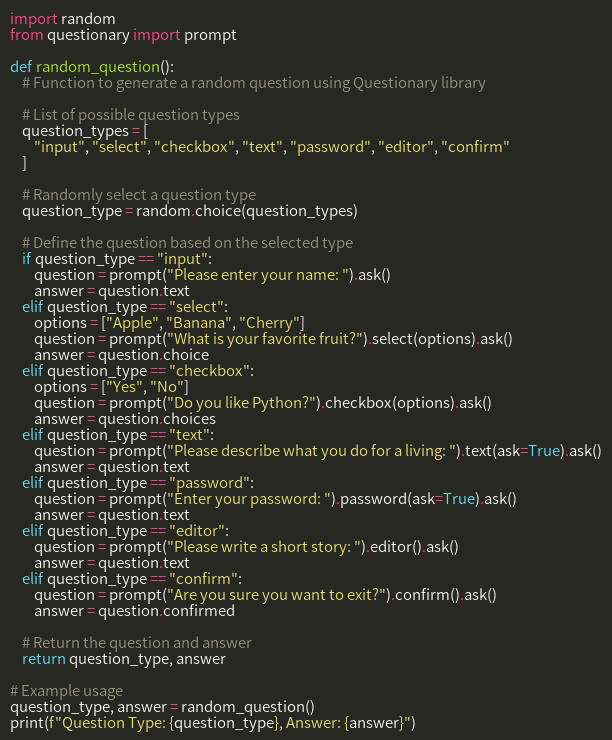 import random
from questionary import prompt

def random_question():
    # Function to generate a random question using Questionary library

    # List of possible question types
    question_types = [
        "input", "select", "checkbox", "text", "password", "editor", "confirm"
    ]

    # Randomly select a question type
    question_type = random.choice(question_types)

    # Define the question based on the selected type
    if question_type == "input":
        question = prompt("Please enter your name: ").ask()
        answer = question.text
    elif question_type == "select":
        options = ["Apple", "Banana", "Cherry"]
        question = prompt("What is your favorite fruit?").select(options).ask()
        answer = question.choice
    elif question_type == "checkbox":
        options = ["Yes", "No"]
        question = prompt("Do you like Python?").checkbox(options).ask()
        answer = question.choices
    elif question_type == "text":
        question = prompt("Please describe what you do for a living: ").text(ask=True).ask()
        answer = question.text
    elif question_type == "password":
        question = prompt("Enter your password: ").password(ask=True).ask()
        answer = question.text
    elif question_type == "editor":
        question = prompt("Please write a short story: ").editor().ask()
        answer = question.text
    elif question_type == "confirm":
        question = prompt("Are you sure you want to exit?").confirm().ask()
        answer = question.confirmed

    # Return the question and answer
    return question_type, answer

# Example usage
question_type, answer = random_question()
print(f"Question Type: {question_type}, Answer: {answer}")